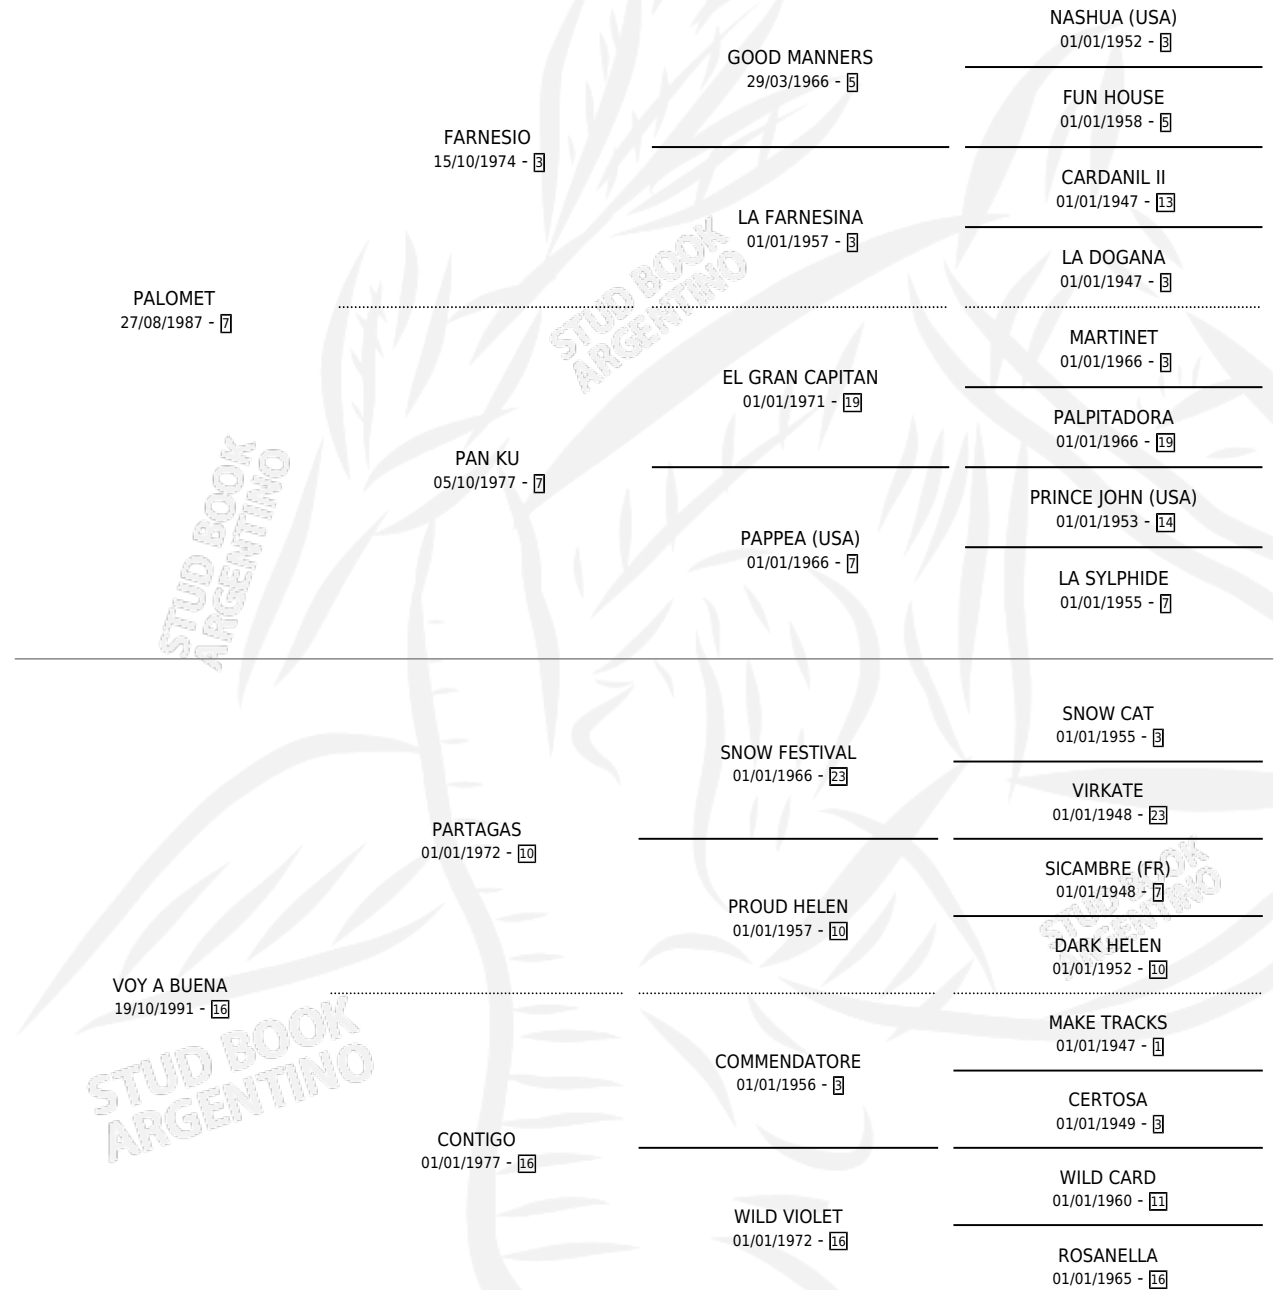 NASHUA (USA)
01/01/1952 - 3
GOOD MANNERS
29/03/1966 - 5
FUN HOUSE
01/01/1958 - 5
FARNESIO
15/10/1974 - 3
CARDANIL II
01/01/1947 - 13
LA FARNESINA
01/01/1957 - 3
LA DOGANA
01/01/1947 - 3
PALOMET
27/08/1987 - 7
MARTINET
01/01/1966 - 3
EL GRAN CAPITAN
01/01/1971 - 19
PALPITADORA
01/01/1966 - 19
PAN KU
05/10/1977 - 7
PRINCE JOHN (USA)
01/01/1953 - 14
PAPPEA (USA)
01/01/1966 - 7
LA SYLPHIDE
01/01/1955 - 7
STUD BOOK
ARGENTINO
STUD BOOK
ARGENTINO
SNOW CAT
01/01/1955 - 3
SNOW FESTIVAL
01/01/1966 - 23
VIRKATE
01/01/1948 - 23
PARTAGAS
01/01/1972 - 10
SICAMBRE (FR)
01/01/1948 - 7
PROUD HELEN
01/01/1957 - 10
DARK HELEN
01/01/1952 - 10
STUD BOOK
ARGENTINO
VOY A BUENA
19/10/1991 - 16
MAKE TRACKS
01/01/1947 - 1
COMMENDATORE
01/01/1956 - 3
CERTOSA
01/01/1949 - 3
STUD BOOK
ARGENTINO
CONTIGO
01/01/1977 - 16
WILD CARD
01/01/1960 - 11
WILD VIOLET
01/01/1972 - 16
ROSANELLA
01/01/1965 - 16